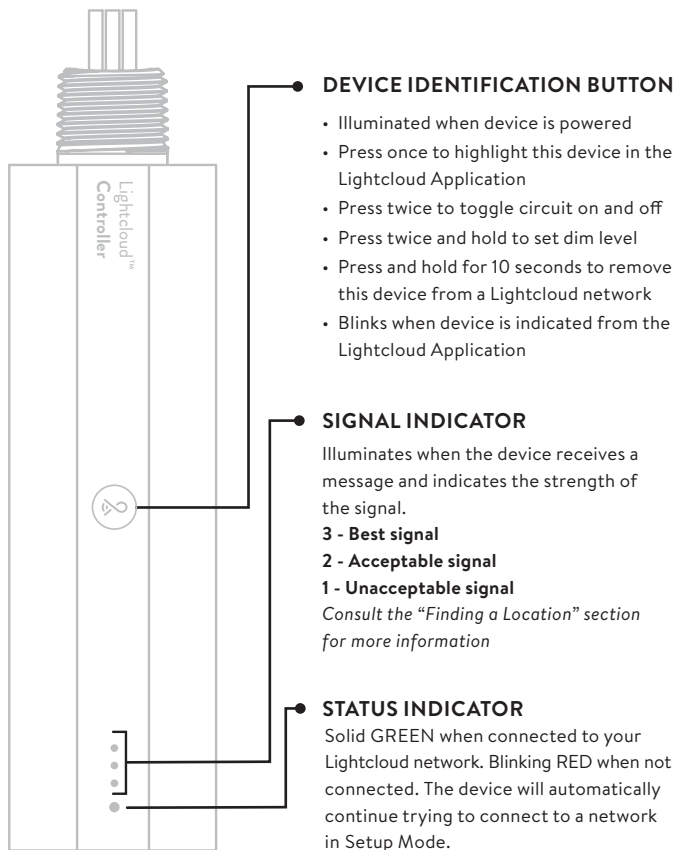 Lightcloud™
Controller
DEVICE IDENTIFICATION BUTTON
• Illuminated when device is powered
• Press once to highlight this device in the
Lightcloud Application
• Press twice to toggle circuit on and off
• Press twice and hold to set dim level
• Press and hold for 10 seconds to remove
this device from a Lightcloud network
• Blinks when device is indicated from the
Lightcloud Application
SIGNAL INDICATOR
Illuminates when the device receives a
message and indicates the strength of
the signal.
3 - Best signal
2 - Acceptable signal
1 - Unacceptable signal
Consult the “Finding a Location” section
for more information
STATUS INDICATOR
Solid GREEN when connected to your
Lightcloud network. Blinking RED when not
connected. The device will automatically
continue trying to connect to a network
in Setup Mode.